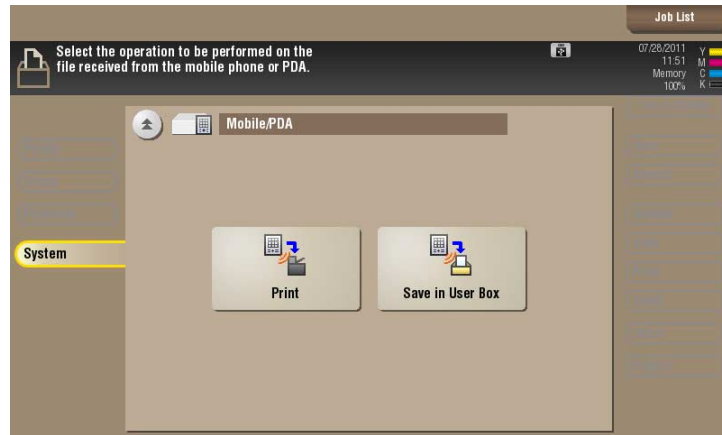 Job List
Select the operation to be performed on the
file received from the mobile phone or PDA.
07/26/2011
11:51
Memory
100%
Y
M
C
K
Mobile/PDA
System
Print
Save in User Box